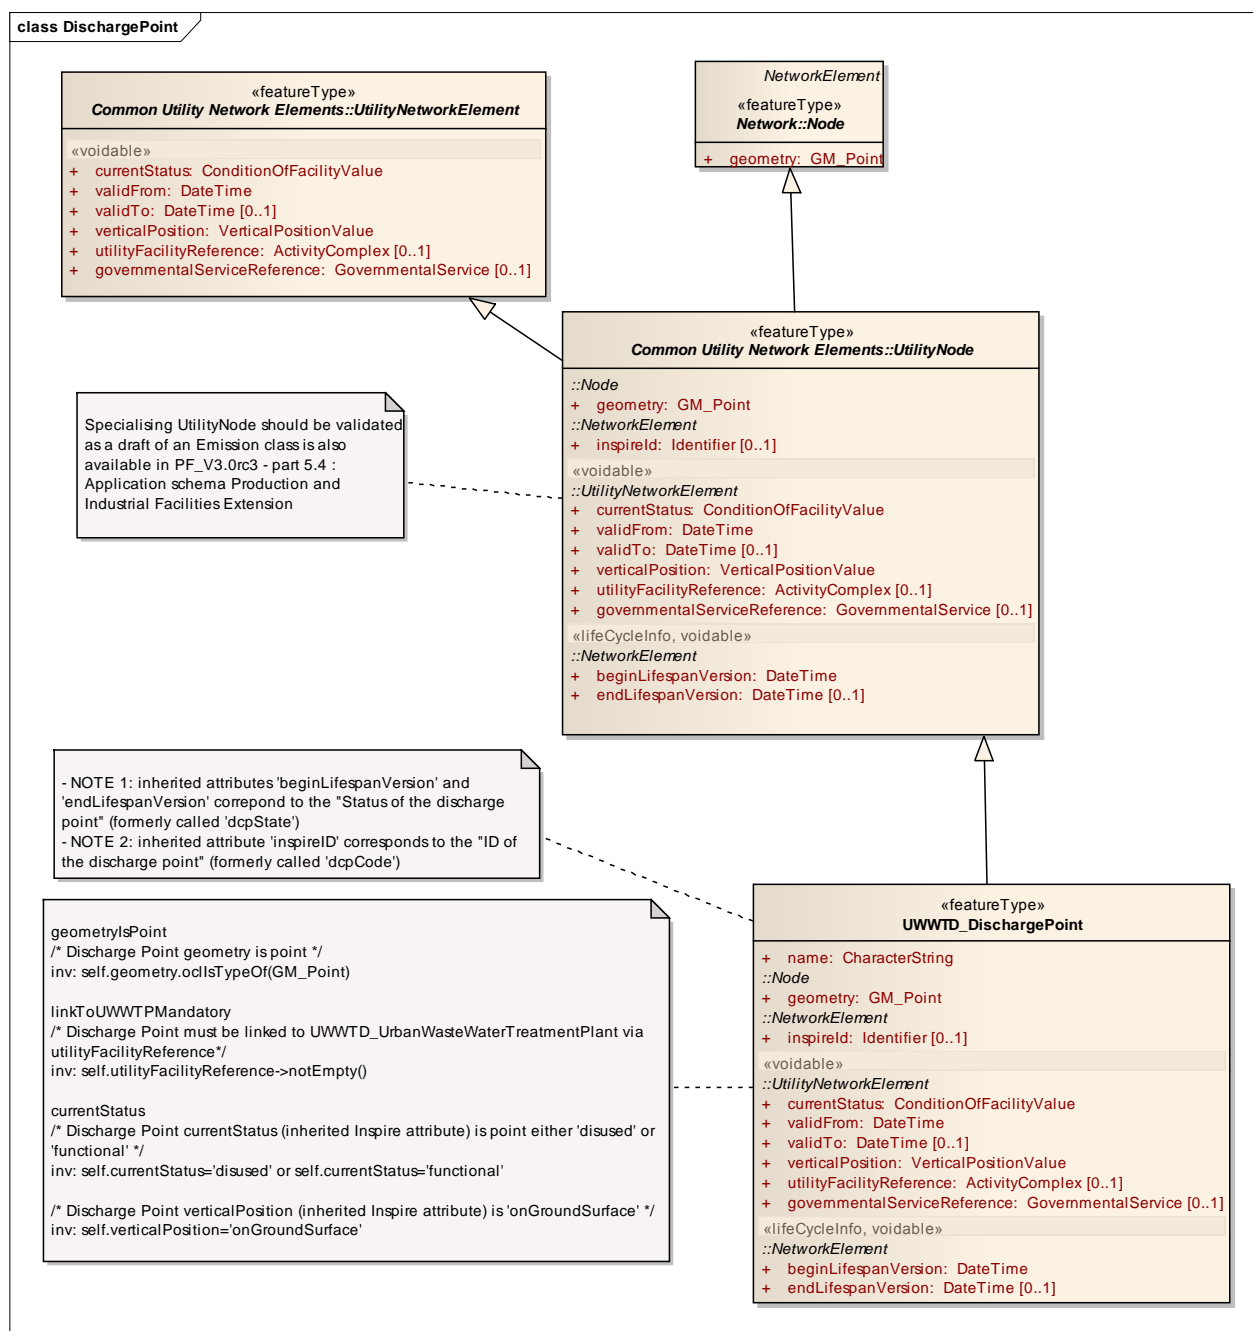 class DischargePoint
«featureType»
Common Utility Network Elements::UtilityNetworkElement
«voidable»
+ currentStatus: ConditionOfFacilityValue
+ validFrom: DateTime
+ validTo: DateTime [0..1]
+ verticalPosition: VerticalPositionValue
+ utilityFacilityReference: ActivityComplex [0..1]
+ governmentalServiceReference: GovernmentalService [0..1]
NetworkElement
«featureType»
Network::Node
+ geometry: GM_Point
«featureType»
Common Utility Network Elements::UtilityNode
::Node
+ geometry: GM_Point
::NetworkElement
+ inspireId: Identifier [0..1]
«voidable»
::UtilityNetworkElement
+ currentStatus: ConditionOfFacilityValue
+ validFrom: DateTime
+ validTo: DateTime [0..1]
+ verticalPosition: VerticalPositionValue
+ utilityFacilityReference: ActivityComplex [0..1]
+ governmentalServiceReference: GovernmentalService [0..1]
«lifeCycleInfo, voidable»
::NetworkElement
+ beginLifespanVersion: DateTime
+ endLifespanVersion: DateTime [0..1]
Specialising UtilityNode should be validated
as a draft of an Emission class is also
available in PF_V3.0rc3 - part 5.4 :
Application schema Production and
Industrial Facilities Extension
- NOTE 1: inherited attributes 'beginLifespanVersion' and
'endLifespanVersion' correpond to the "Status of the discharge
point" (formerly called 'dcpState')
- NOTE 2: inherited attribute 'inspireID' corresponds to the "ID of
the discharge point" (formerly called 'dcpCode')
geometryIsPoint
/* Discharge Point geometry is point */
inv: self.geometry.oclIsTypeOf(GM_Point)
linkToUWWTPMandatory
/* Discharge Point must be linked to UWWTD_UrbanWasteWaterTreatmentPlant via
utilityFacilityReference*/
inv: self.utilityFacilityReference->notEmpty()
currentStatus
/* Discharge Point currentStatus (inherited Inspire attribute) is point either 'disused' or
'functional' */
inv: self.currentStatus='disused' or self.currentStatus='functional'
/* Discharge Point verticalPosition (inherited Inspire attribute) is 'onGroundSurface' */
inv: self.verticalPosition='onGroundSurface'
«featureType»
UWWTD_DischargePoint
+ name: CharacterString
::Node
+ geometry: GM_Point
::NetworkElement
+ inspireId: Identifier [0..1]
«voidable»
::UtilityNetworkElement
+ currentStatus: ConditionOfFacilityValue
+ validFrom: DateTime
+ validTo: DateTime [0..1]
+ verticalPosition: VerticalPositionValue
+ utilityFacilityReference: ActivityComplex [0..1]
+ governmentalServiceReference: GovernmentalService [0..1]
«lifeCycleInfo, voidable»
::NetworkElement
+ beginLifespanVersion: DateTime
+ endLifespanVersion: DateTime [0..1]